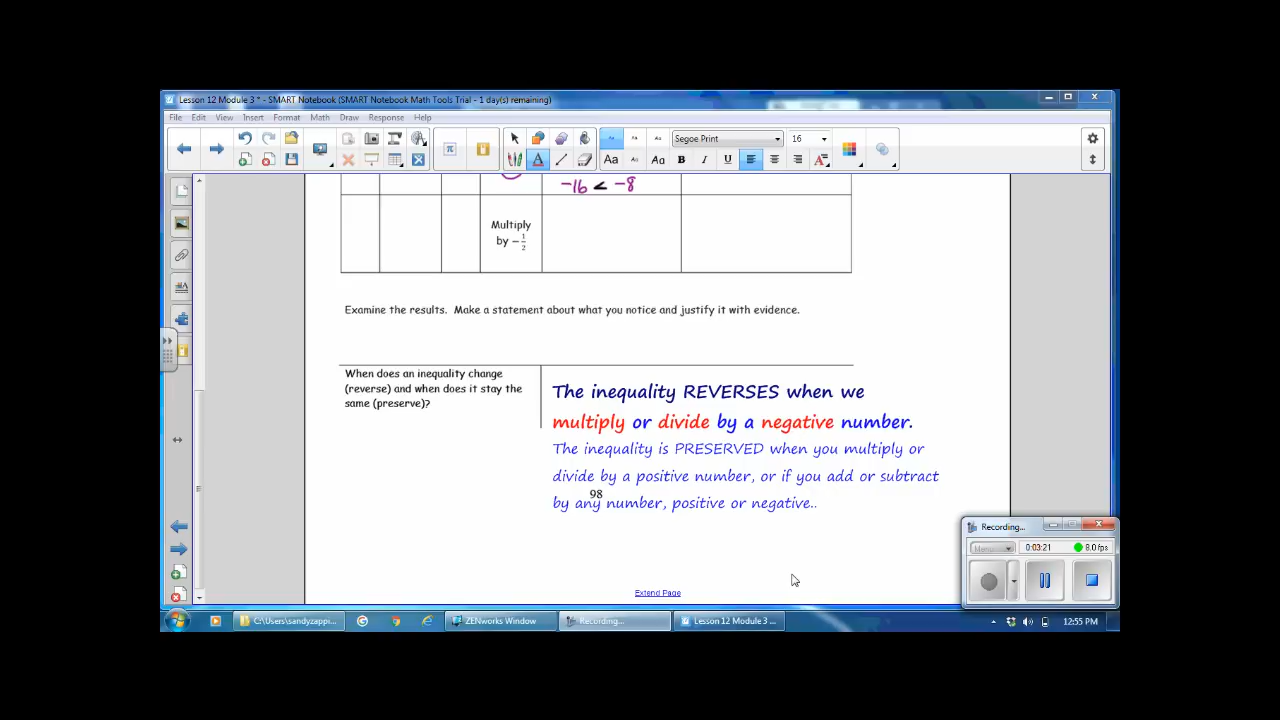 Lesson 12 Module 3 * - SMART Notebook (SMART Notebook Math Tools Trial - 1 day(s) remaining)
File Edit View Insert Format Math Draw Response Help
Segoe Print 16
-16 < -8
Multiply
by -1/2
Examine the results. Make a statement about what you notice and justify it with evidence.
When does an inequality change
(reverse) and when does it stay the
same (preserve)?
The inequality REVERSES when we
multiply or divide by a negative number.
The inequality is PRESERVED when you multiply or
divide by a positive number, or if you add or subtract
98
by any number, positive or negative..
Recording...
Menu
0:03:21 8.0 fps
Extend Page
C:\Users\sandyzappi... ZENworks Window Recording... Lesson 12 Module 3 ... 12:55 PM